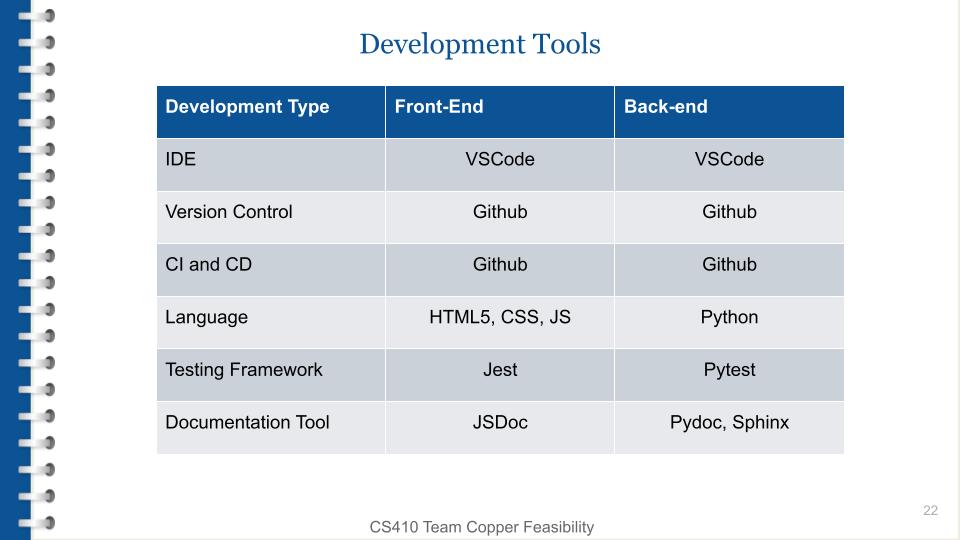 Development Tools
Development Type Front-End Back-end
IDE VSCode VSCode
Version Control Github Github
CI and CD Github Github
Language HTML5, CSS, JS Python
Testing Framework Jest Pytest
Documentation Tool JSDoc Pydoc, Sphinx
22
CS410 Team Copper Feasibility